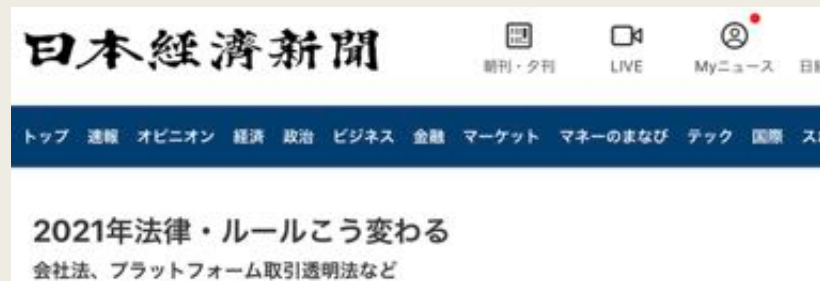 日本経済新聞
朝刊・夕刊 LIVE Myニュース
トップ 速報 オピニオン 経済 政治 ビジネス 金融 マーケット マネーのまなび テック 国際
2021年法律・ルールこう変わる
会社法、プラットフォーム取引透明法など